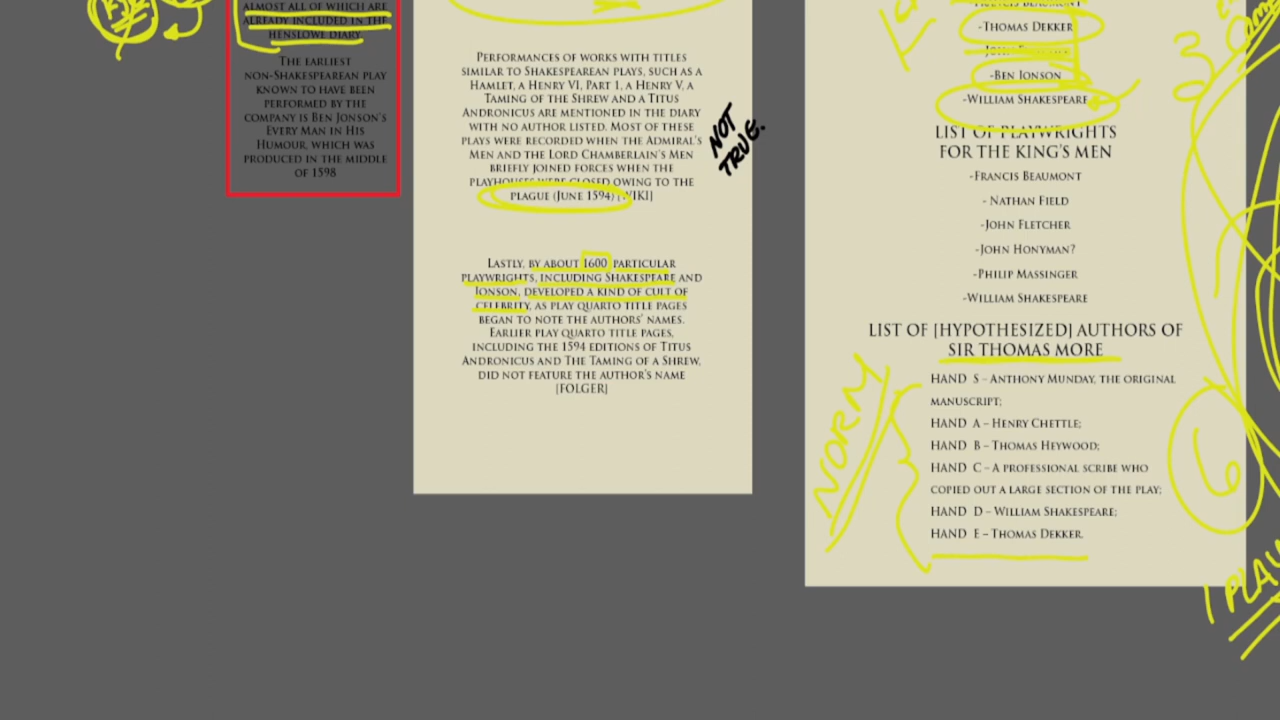 ALMOST ALL OF WHICH ARE
ALREADY INCLUDED IN THE
HENSLOWE DIARY.
THE EARLIEST
NON-SHAKESPEAREAN PLAY
KNOWN TO HAVE BEEN
PERFORMED BY THE
COMPANY IS BEN JONSON'S
EVERY MAN IN HIS
HUMOUR, WHICH WAS
PRODUCED IN THE MIDDLE
OF 1598
PERFORMANCES OF WORKS WITH TITLES
SIMILAR TO SHAKESPEAREAN PLAYS, SUCH AS A
HAMLET, A HENRY VI, PART 1, A HENRY V, A
TAMING OF THE SHREW AND A TITUS
ANDRONICUS ARE MENTIONED IN THE DIARY
WITH NO AUTHOR LISTED. MOST OF THESE
PLAYS WERE RECORDED WHEN THE ADMIRAL'S
MEN AND THE LORD CHAMBERLAIN'S MEN
BRIEFLY JOINED FORCES WHEN THE
PLAYHOUSES WERE CLOSED OWING TO THE
PLAGUE (JUNE 1594) [WIKI]
NOT
TRUE.
LASTLY, BY ABOUT 1600 PARTICULAR
PLAYWRIGHTS, INCLUDING SHAKESPEARE AND
JONSON, DEVELOPED A KIND OF CULT OF
CELEBRITY, AS PLAY QUARTO TITLE PAGES
BEGAN TO NOTE THE AUTHORS' NAMES.
EARLIER PLAY QUARTO TITLE PAGES,
INCLUDING THE 1594 EDITIONS OF TITUS
ANDRONICUS AND THE TAMING OF A SHREW,
DID NOT FEATURE THE AUTHOR'S NAME
[FOLGER]
-FRANCIS BEAUMONT
-THOMAS DEKKER
-BEN JONSON
-WILLIAM SHAKESPEARE
LIST OF PLAYWRIGHTS
FOR THE KING'S MEN
-FRANCIS BEAUMONT
- NATHAN FIELD
-JOHN FLETCHER
-JOHN HONYMAN?
-PHILIP MASSINGER
-WILLIAM SHAKESPEARE
LIST OF [HYPOTHESIZED] AUTHORS OF
SIR THOMAS MORE
HAND S – ANTHONY MUNDAY, THE ORIGINAL
MANUSCRIPT;
HAND A – HENRY CHETTLE;
HAND B – THOMAS HEYWOOD;
HAND C – A PROFESSIONAL SCRIBE WHO
COPIED OUT A LARGE SECTION OF THE PLAY;
HAND D – WILLIAM SHAKESPEARE;
HAND E – THOMAS DEKKER.
NORM
6